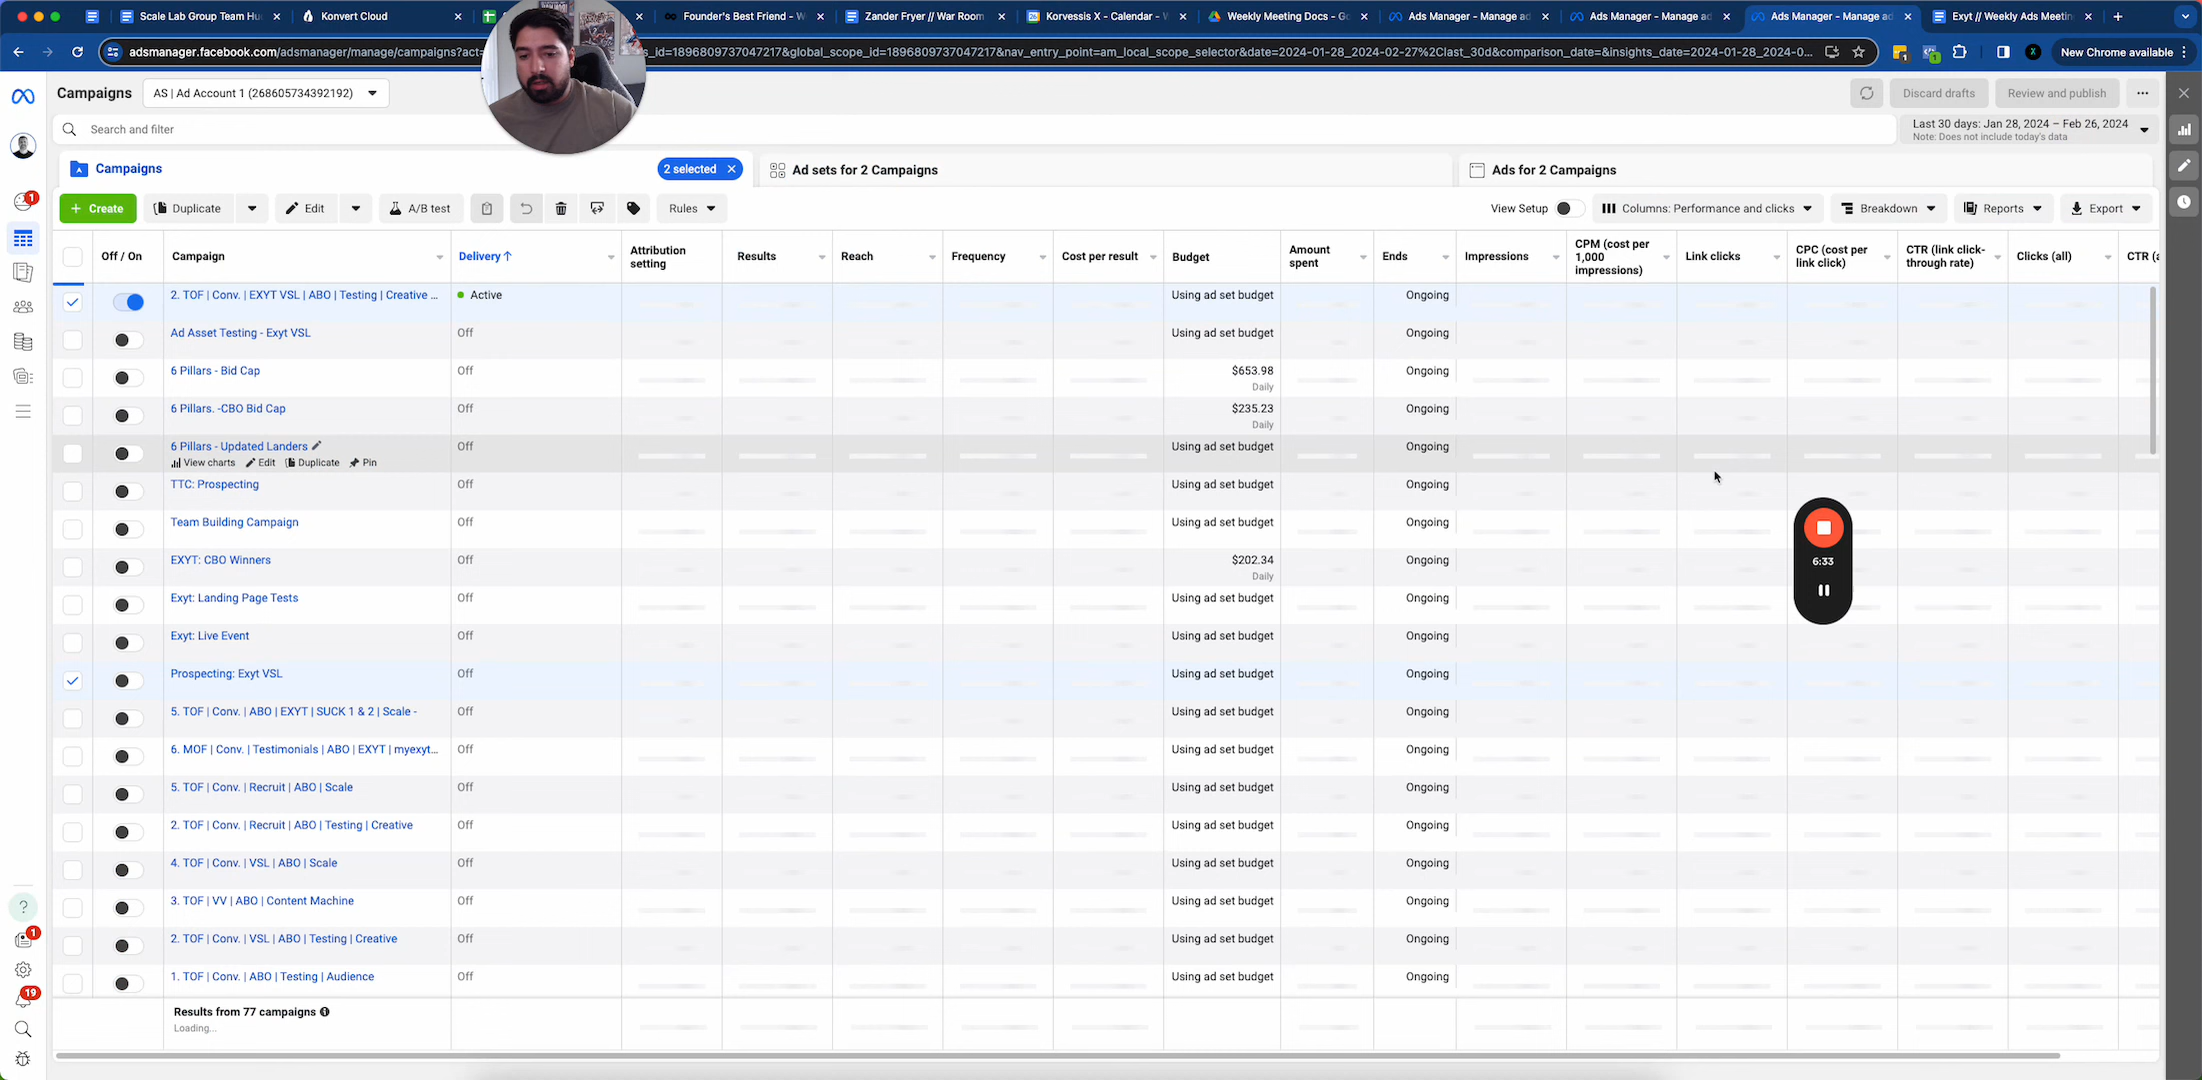 Scale Lab Group Team Hu
Konvert Cloud
Founder's Best Friend - W
Zander Fryer // War Room
Korvessis X - Calendar - W
Weekly Meeting Docs - Go
Ads Manager - Manage ad
Ads Manager - Manage ad
Ads Manager - Manage ad
Exyt // Weekly Ads Meetin
adsmanager.facebook.com/adsmanager/manage/campaigns?act=
s_id=1896809737047217&global_scope_id=1896809737047217&nav_entry_point=am_local_scope_selector&date=2024-01-28_2024-02-27%2Clast_30d&comparison_date=&insights_date=2024-01-28_2024-0...
New Chrome available
Campaigns
AS | Ad Account 1 (268605734392192)
Discard drafts
Review and publish
Search and filter
Last 30 days: Jan 28, 2024 – Feb 26, 2024
Note: Does not include today's data
Campaigns
2 selected
Ad sets for 2 Campaigns
Ads for 2 Campaigns
+ Create
Duplicate
Edit
A/B test
Rules
View Setup
Columns: Performance and clicks
Breakdown
Reports
Export
Off / On
Campaign
Delivery ↑
Attribution setting
Results
Reach
Frequency
Cost per result
Budget
Amount spent
Ends
Impressions
CPM (cost per 1,000 impressions)
Link clicks
CPC (cost per link click)
CTR (link click-through rate)
Clicks (all)
CTR (a
2. TOF | Conv. | EXYT VSL | ABO | Testing | Creative ... Active Using ad set budget Ongoing
Ad Asset Testing - Exyt VSL Off Using ad set budget Ongoing
6 Pillars - Bid Cap Off $653.98 Ongoing
Daily
6 Pillars. -CBO Bid Cap Off $235.23 Ongoing
Daily
6 Pillars - Updated Landers Off Using ad set budget Ongoing
View charts Edit Duplicate Pin
TTC: Prospecting Off Using ad set budget Ongoing
Team Building Campaign Off Using ad set budget Ongoing
EXYT: CBO Winners Off $202.34 Ongoing
Daily
Exyt: Landing Page Tests Off Using ad set budget Ongoing
Exyt: Live Event Off Using ad set budget Ongoing
Prospecting: Exyt VSL Off Using ad set budget Ongoing
5. TOF | Conv. | ABO | EXYT | SUCK 1 & 2 | Scale - Off Using ad set budget Ongoing
6. MOF | Conv. | Testimonials | ABO | EXYT | myexyt... Off Using ad set budget Ongoing
5. TOF | Conv. | Recruit | ABO | Scale Off Using ad set budget Ongoing
2. TOF | Conv. | Recruit | ABO | Testing | Creative Off Using ad set budget Ongoing
4. TOF | Conv. | VSL | ABO | Scale Off Using ad set budget Ongoing
3. TOF | VV | ABO | Content Machine Off Using ad set budget Ongoing
2. TOF | Conv. | VSL | ABO | Testing | Creative Off Using ad set budget Ongoing
1. TOF | Conv. | ABO | Testing | Audience Off Using ad set budget Ongoing
Results from 77 campaigns
Loading...
6:33
1
1
19